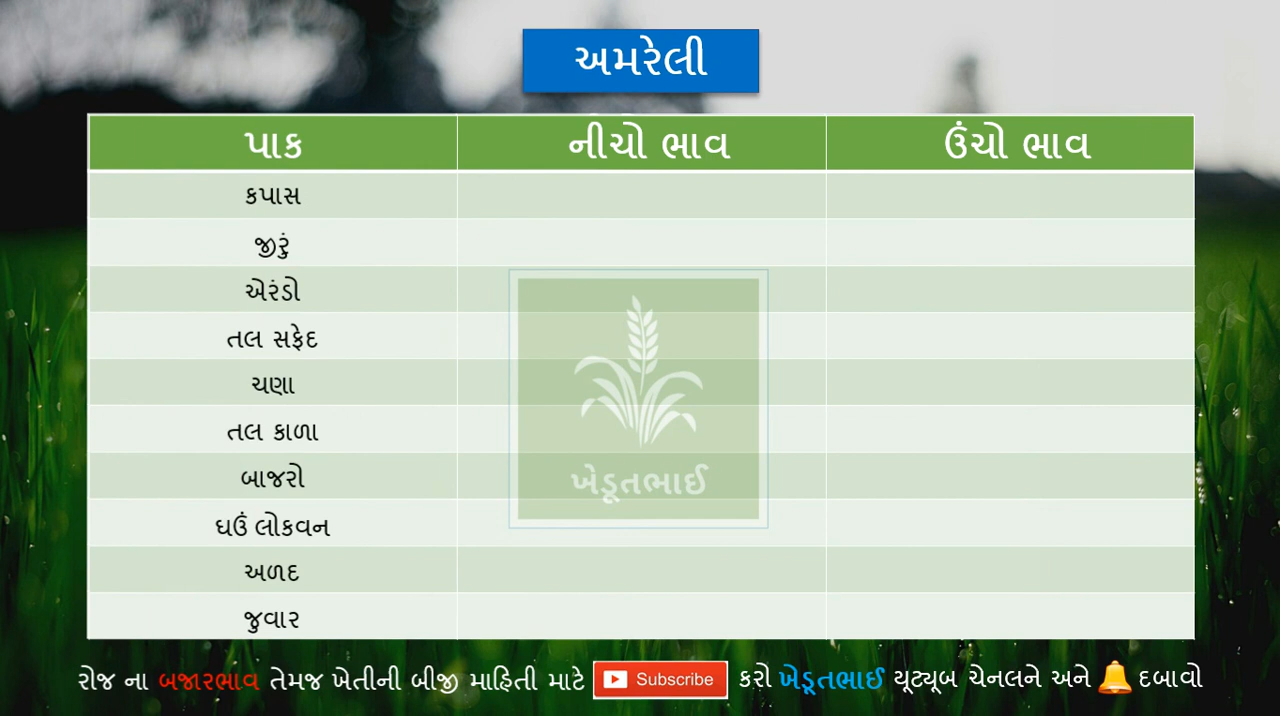 અમરેલી
પાક નીચો ભાવ ઉંચો ભાવ
કપાસ
જીરું
એરંડો
તલ સફેદ
ચણા
તલ કાળા
બાજરો
ઘઉં લોકવન
અળદ
જુવાર
ખેડૂતભાઈ
રોજ ના બજારભાવ તેમજ ખેતીની બીજી માહિતી માટે Subscribe કરો ખેડૂતભાઈ યૂટ્યૂબ ચેનલને અને દબાવો